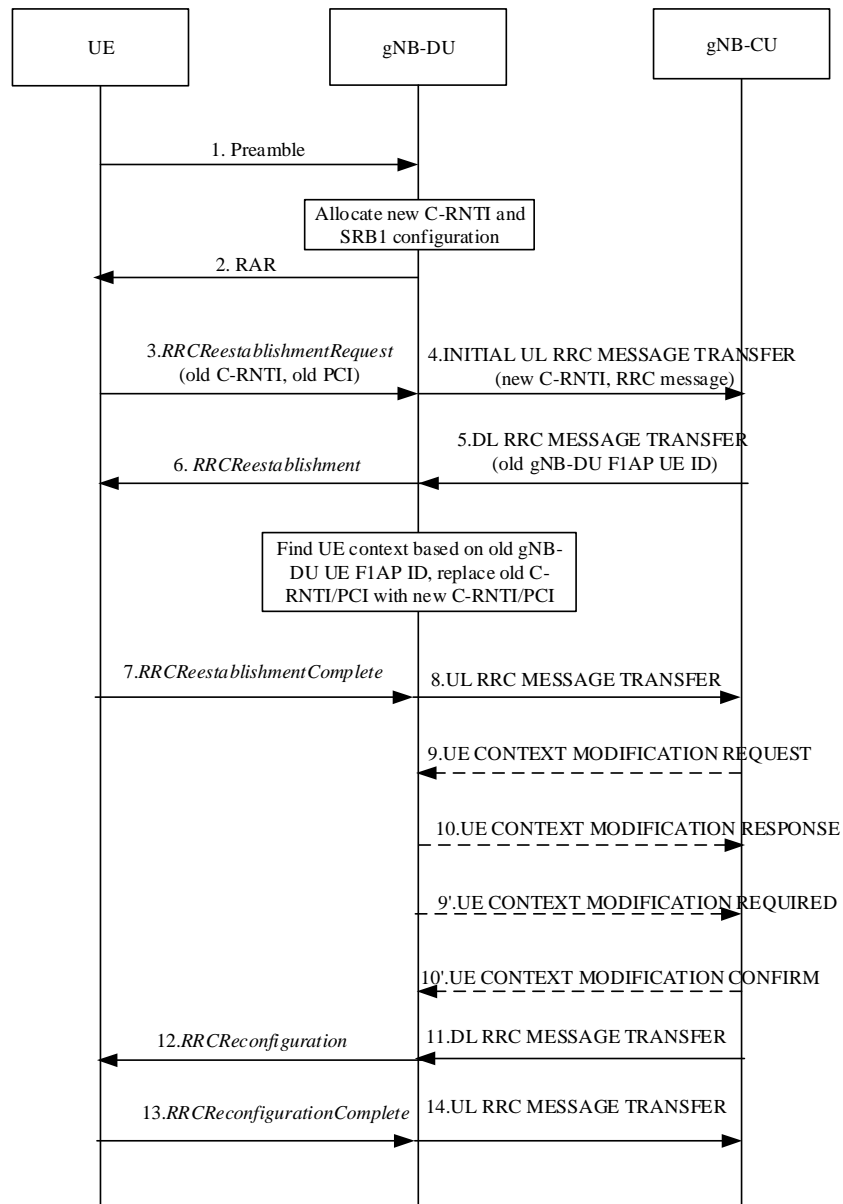 UE
gNB-DU
gNB-CU
1. Preamble
Allocate new C-RNTI and
SRB1 configuration
2. RAR
3.RRCReestablishmentRequest
(old C-RNTI, old PCI)
4.INITIAL UL RRC MESSAGE TRANSFER
(new C-RNTI, RRC message)
5.DL RRC MESSAGE TRANSFER
(old gNB-DU F1AP UE ID)
6. RRCReestablishment
Find UE context based on old gNB-
DU UE F1AP ID, replace old C-
RNTI/PCI with new C-RNTI/PCI
7.RRCReestablishmentComplete
8.UL RRC MESSAGE TRANSFER
9.UE CONTEXT MODIFICATION REQUEST
10.UE CONTEXT MODIFICATION RESPONSE
9'.UE CONTEXT MODIFICATION REQUIRED
10'.UE CONTEXT MODIFICATION CONFIRM
11.DL RRC MESSAGE TRANSFER
12.RRCReconfiguration
13.RRCReconfigurationComplete
14.UL RRC MESSAGE TRANSFER